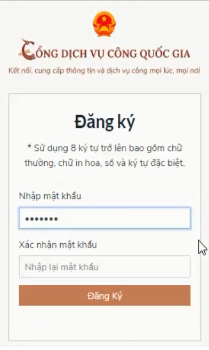 CỔNG DỊCH VỤ CÔNG QUỐC GIA
Kết nối, cung cấp thông tin và dịch vụ công mọi lúc, mọi nơi
Đăng ký
* Sử dụng 8 ký tự trở lên bao gồm chữ
thường, chữ in hoa, số và ký tự đặc biệt.
Nhập mật khẩu
•••••••
Xác nhận mật khẩu
Nhập lại mật khẩu
Đăng Ký